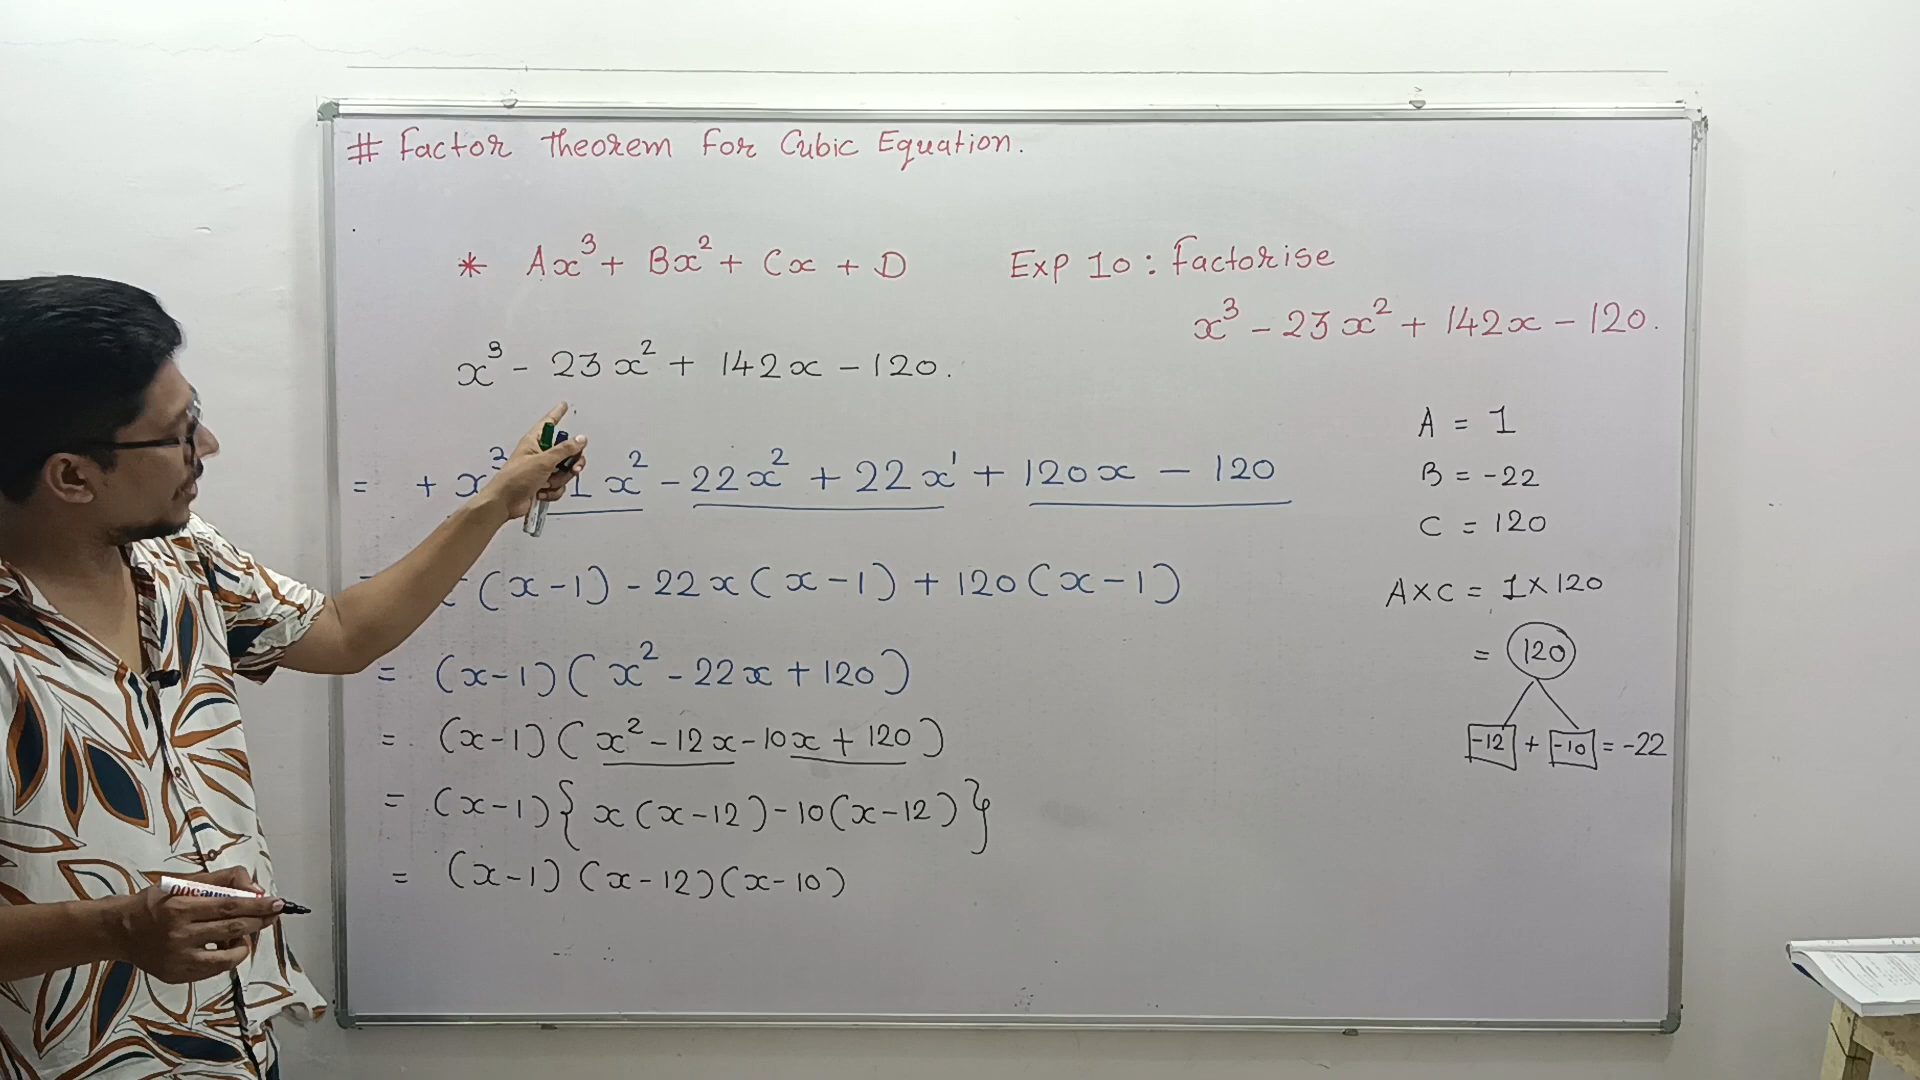 # Factor Theorem For Cubic Equation.
* Ax³ + Bx² + Cx + D
Exp 10 : Factorise
x³ - 23x² + 142x - 120.
x³ - 23x² + 142x - 120.
= + x³ 1x² - 22x² + 22x¹ + 120x - 120
(x-1) - 22x(x-1) + 120(x-1)
= (x-1)(x² - 22x + 120)
= (x-1)(x² - 12x - 10x + 120)
= (x-1){x(x-12) - 10(x-12)}
= (x-1)(x-12)(x-10)
A = 1
B = -22
C = 120
A×C = 1×120
= 120
-12 + -10 = -22